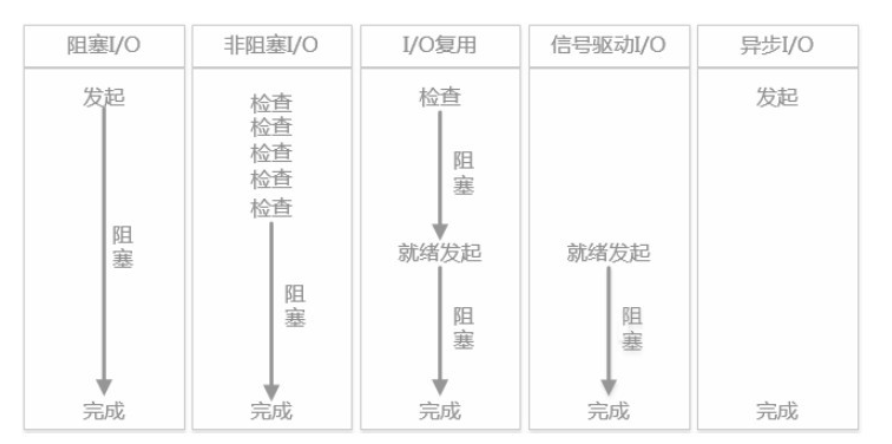 阻塞I/O
非阻塞I/O
I/O复用
信号驱动I/O
异步I/O
发起
阻塞
完成
检查
检查
检查
检查
检查
阻塞
完成
检查
阻塞
就绪发起
阻塞
完成
就绪发起
阻塞
完成
发起
完成